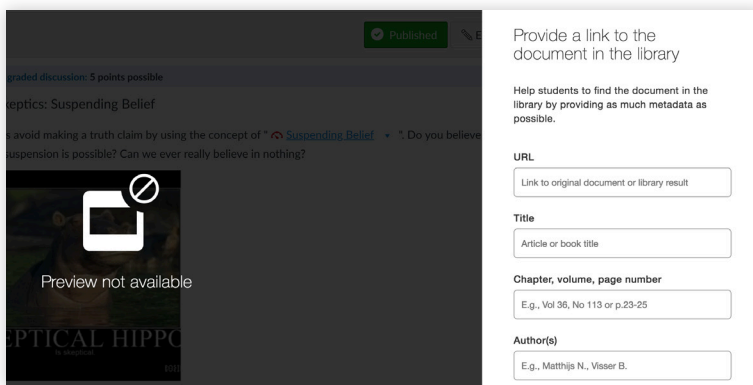 Published
E
graded discussion: 5 points possible
keptics: Suspending Belief
s avoid making a truth claim by using the concept of " Suspending Belief ". Do you believe
suspension is possible? Can we ever really believe in nothing?
Preview not available
EPTICAL HIPPO
is skeptical
Provide a link to the
document in the library
Help students to find the document in the
library by providing as much metadata as
possible.
URL
Link to original document or library result
Title
Article or book title
Chapter, volume, page number
E.g., Vol 36, No 113 or p.23-25
Author(s)
E.g., Matthijs N., Visser B.